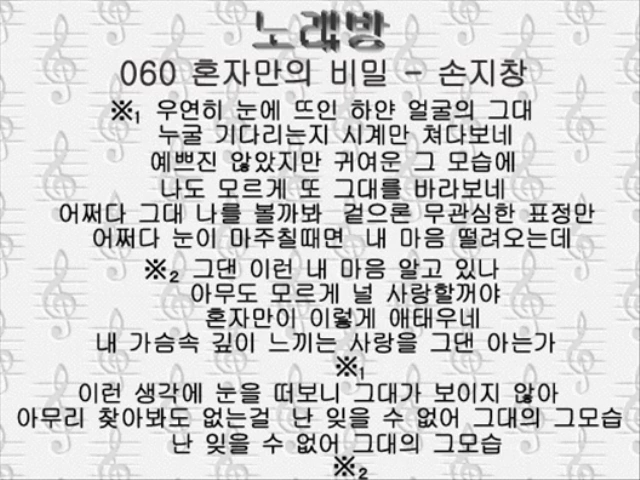 노래방
060 혼자만의 비밀 - 손지창
※1 우연히 눈에 뜨인 하얀 얼굴의 그대
누굴 기다리는지 시계만 쳐다보네
예쁘진 않았지만 귀여운 그 모습에
나도 모르게 또 그대를 바라보네
어쩌다 그대 나를 볼까봐 겉으론 무관심한 표정만
어쩌다 눈이 마주칠때면 내 마음 떨려오는데
※2 그댄 이런 내 마음 알고 있나
아무도 모르게 널 사랑할꺼야
혼자만이 이렇게 애태우네
내 가슴속 깊이 느끼는 사랑을 그댄 아는가
※1
이런 생각에 눈을 떠보니 그대가 보이지 않아
아무리 찾아봐도 없는걸 난 잊을 수 없어 그대의 그모습
난 잊을 수 없어 그대의 그모습
※2